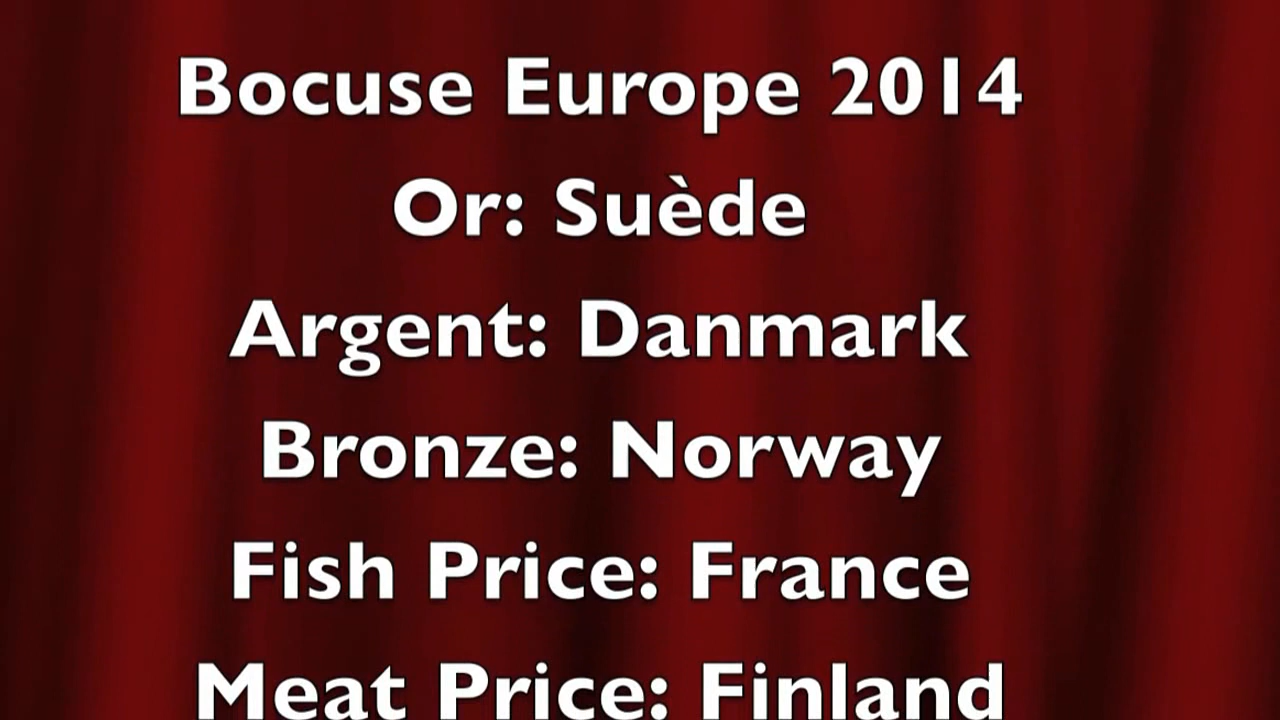 Bocuse Europe 2014
Or: Suède
Argent: Danmark
Bronze: Norway
Fish Price: France
Meat Price: Finland